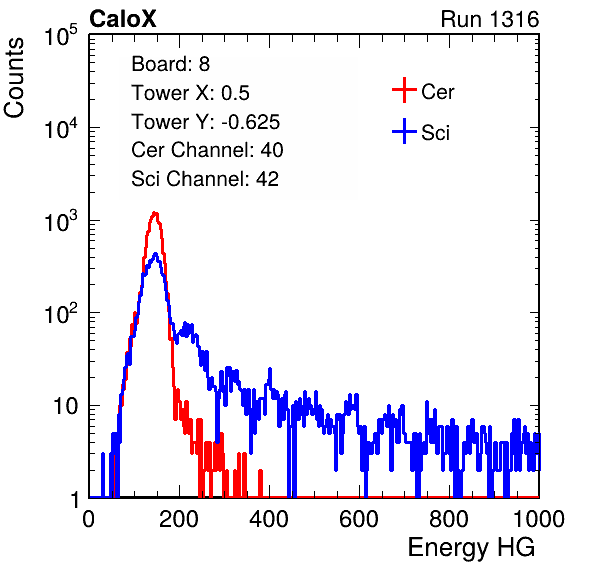 CaloX Run 1316
Counts
10^5
10^4
10^3
10^2
10
1
Board: 8
Tower X: 0.5
Tower Y: -0.625
Cer Channel: 40
Sci Channel: 42
Cer
Sci
0 200 400 600 800 1000
Energy HG